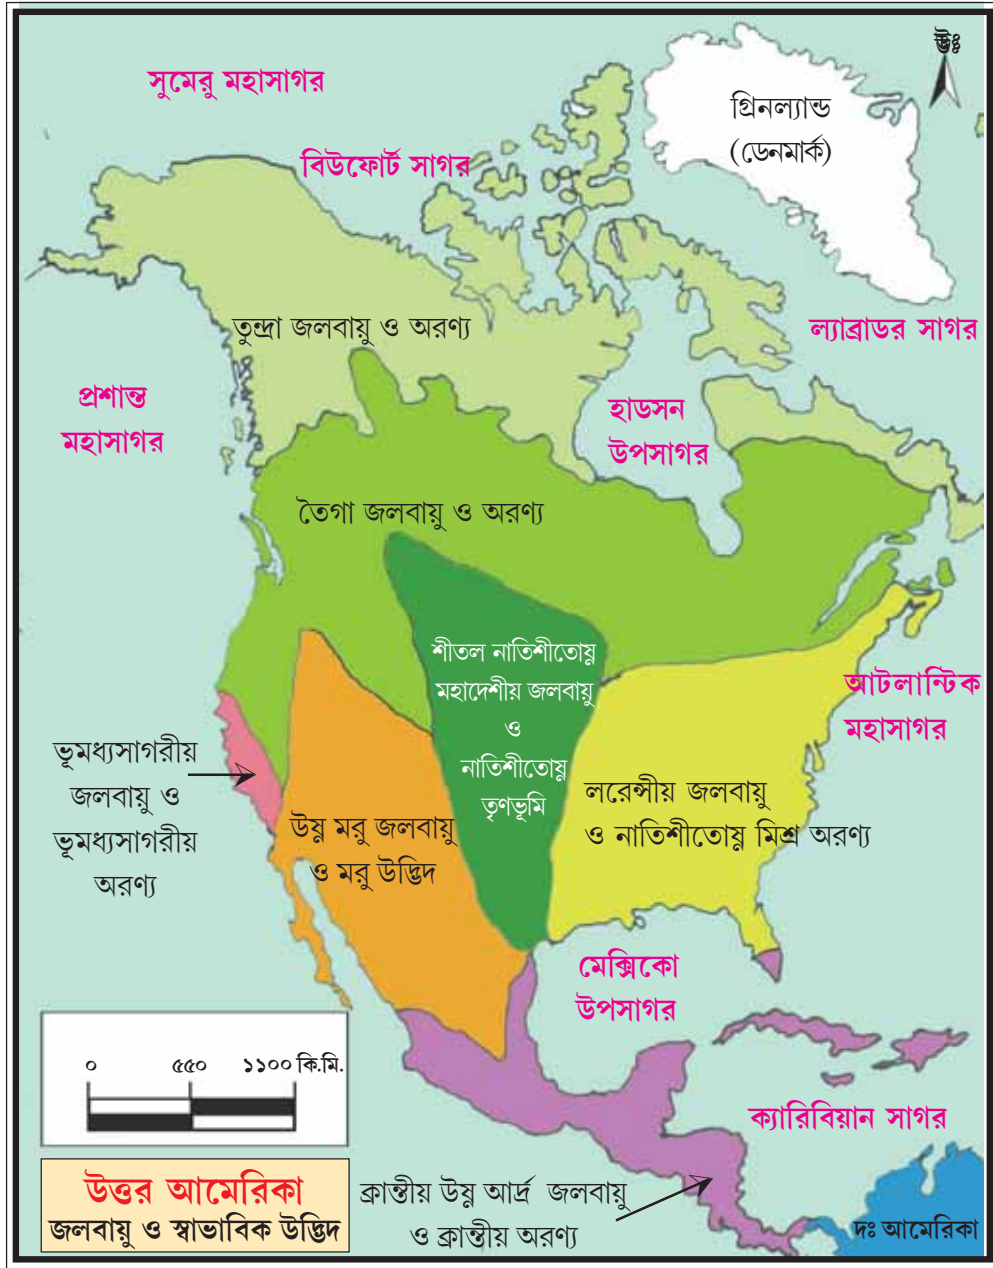 উঃ
সুমেরু মহাসাগর
গ্রিনল্যান্ড
(ডেনমার্ক)
বিউফোর্ট সাগর
তুন্দ্রা জলবায়ু ও অরণ্য
ল্যাব্রাডর সাগর
প্রশান্ত
মহাসাগর
হাডসন
উপসাগর
তৈগা জলবায়ু ও অরণ্য
শীতল নাতিশীতোষ্ণ
মহাদেশীয় জলবায়ু
ও
নাতিশীতোষ্ণ
তৃণভূমি
আটলান্টিক
মহাসাগর
ভূমধ্যসাগরীয়
জলবায়ু ও
ভূমধ্যসাগরীয়
অরণ্য
উষ্ণ মরু জলবায়ু
ও মরু উদ্ভিদ
লরেন্সীয় জলবায়ু
ও নাতিশীতোষ্ণ মিশ্র অরণ্য
মেক্সিকো
উপসাগর
০ ৫৫০ ১১০০ কি.মি.
ক্যারিবিয়ান সাগর
উত্তর আমেরিকা
জলবায়ু ও স্বাভাবিক উদ্ভিদ
ক্রান্তীয় উষ্ণ আর্দ্র জলবায়ু
ও ক্রান্তীয় অরণ্য
দঃ আমেরিকা